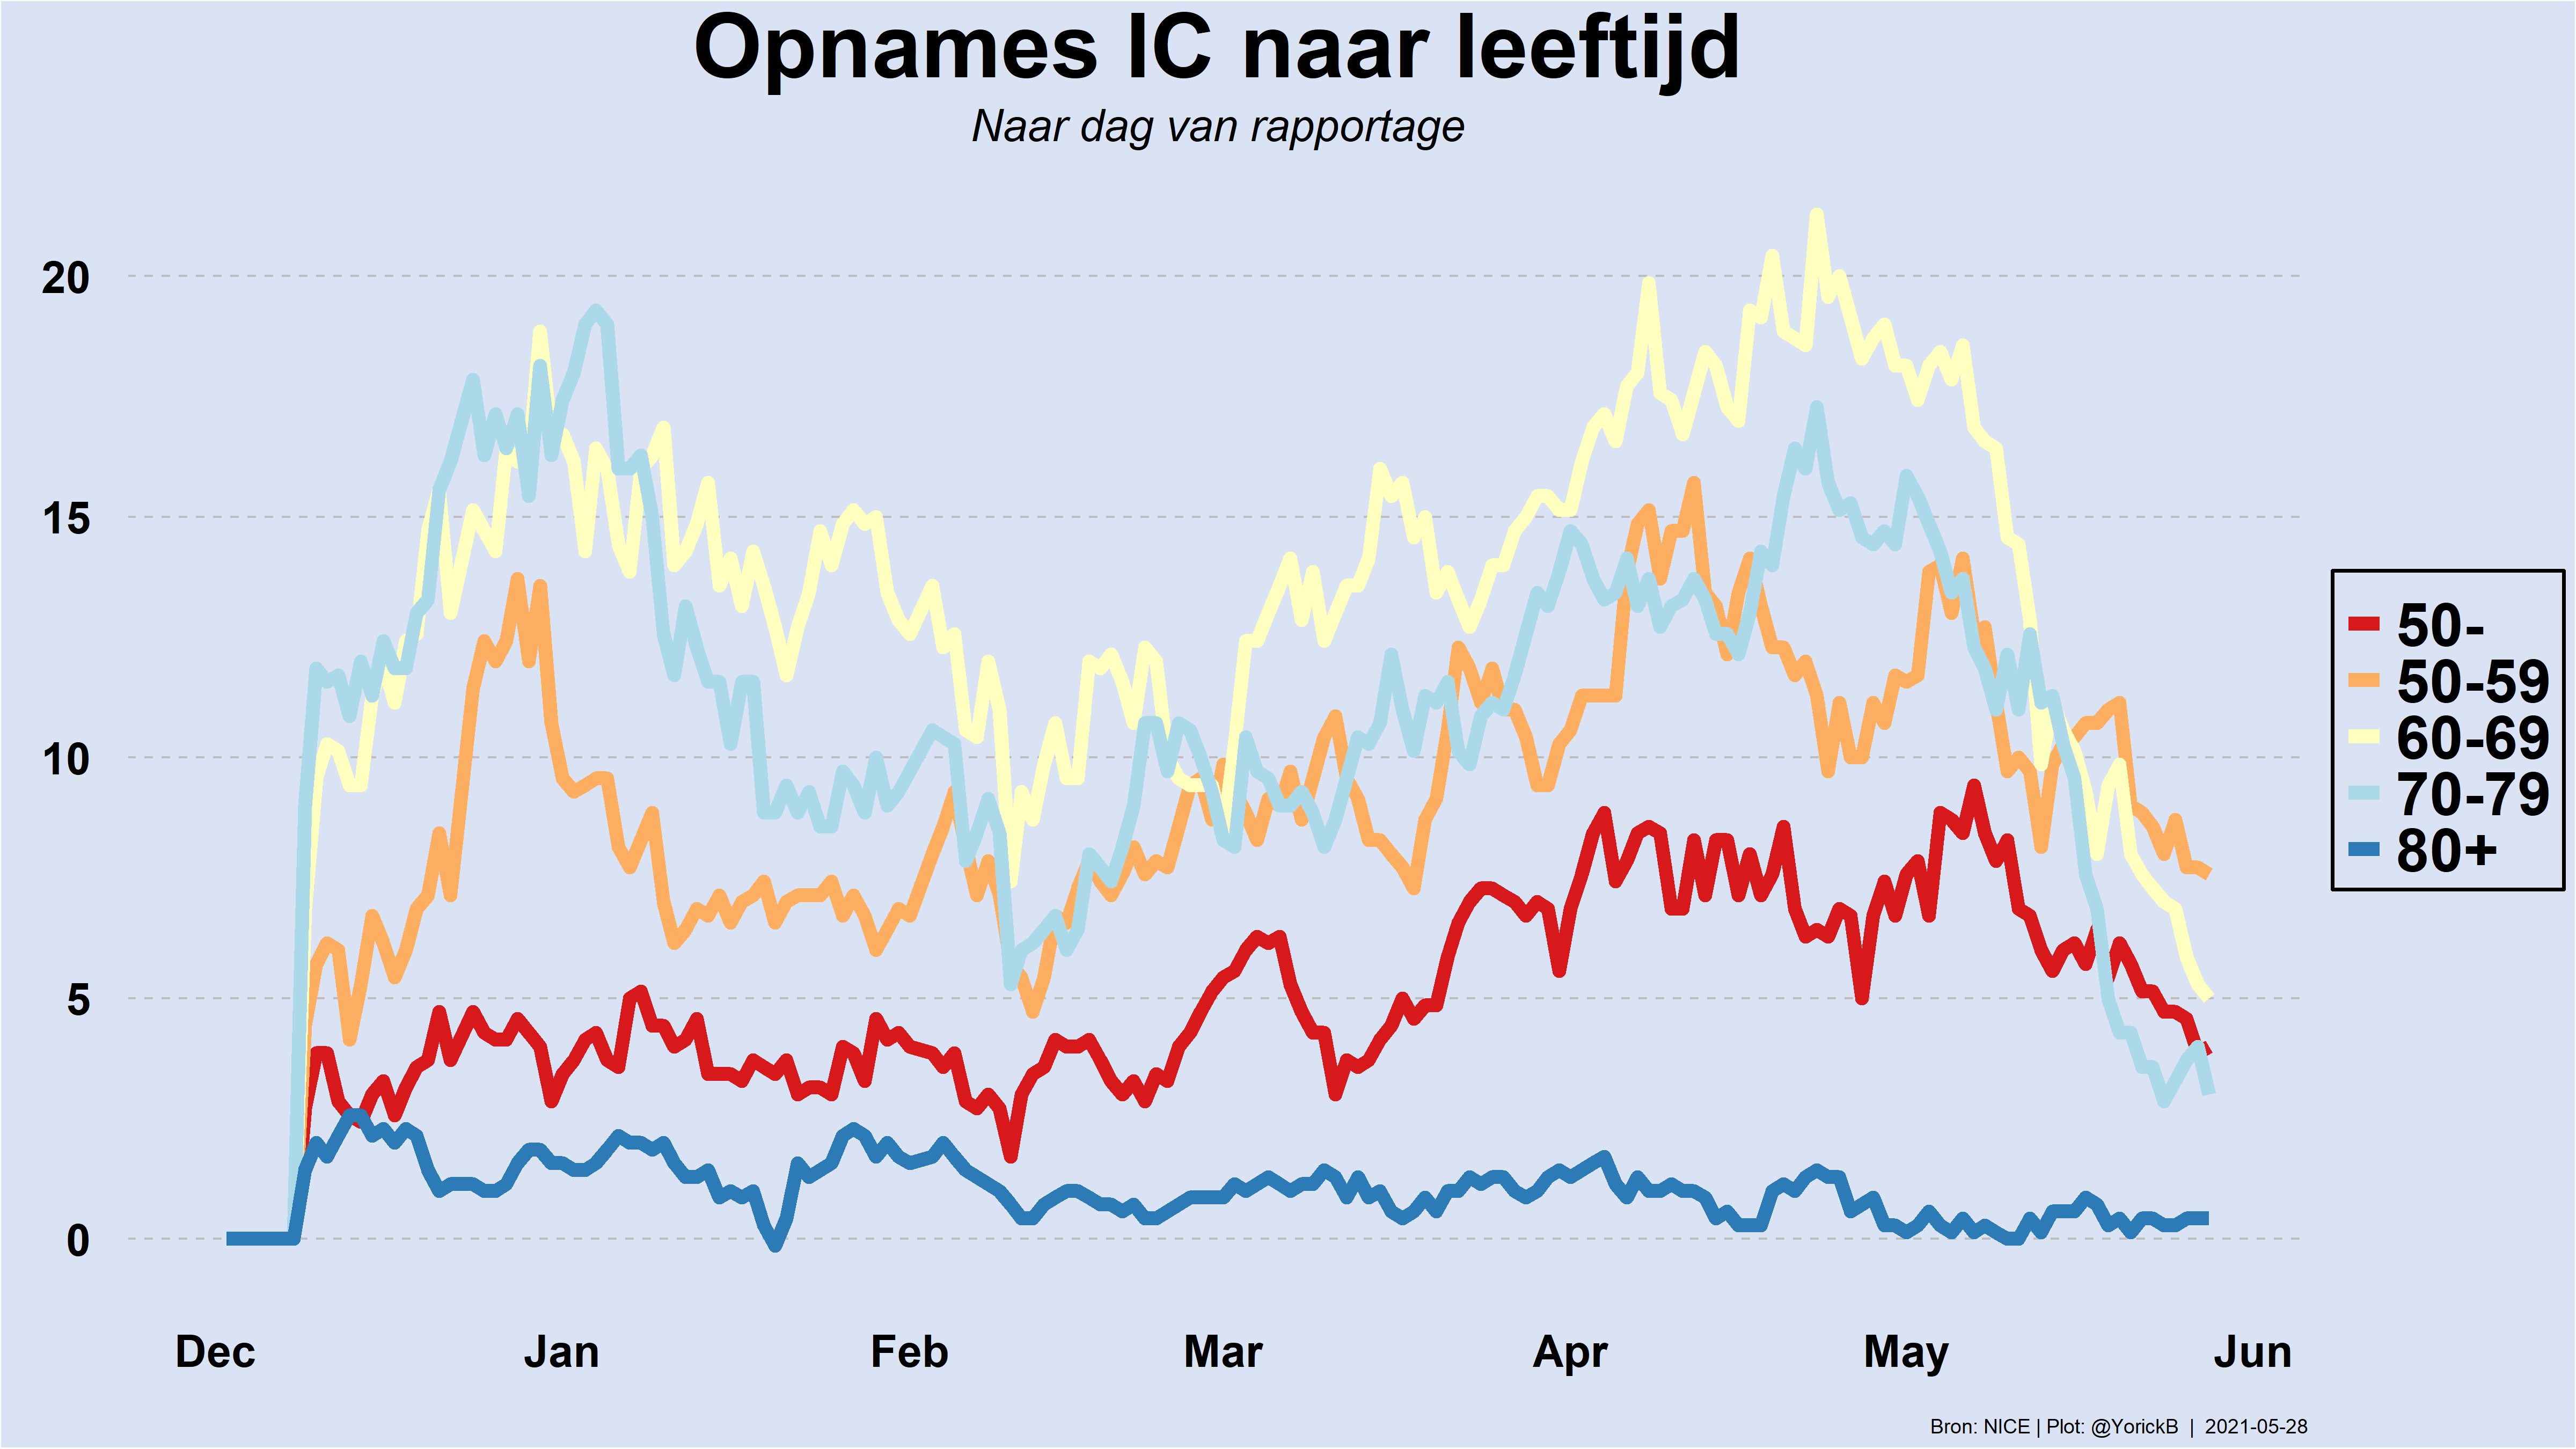 Opnames IC naar leeftijd
Naar dag van rapportage
20
15
10
5
0
Dec Jan Feb Mar Apr May Jun
50-
50-59
60-69
70-79
80+
Bron: NICE | Plot: @YorickB | 2021-05-28